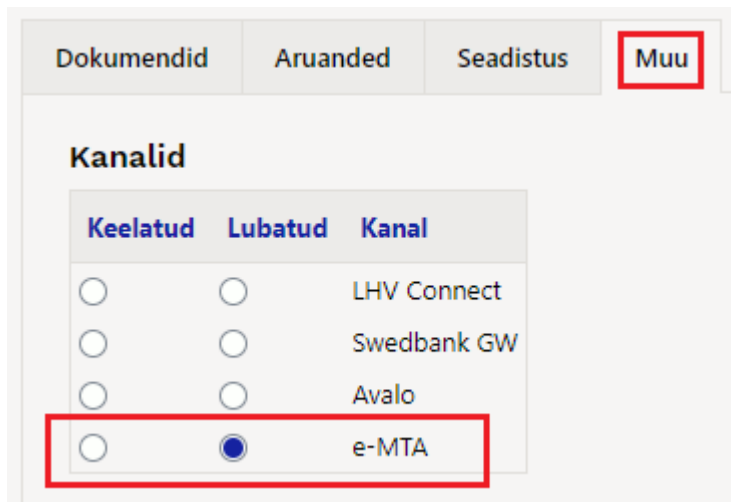 Dokumendid Aruanded Seadistus Muu
Kanalid
Keelatud Lubatud Kanal
LHV Connect
Swedbank GW
Avalo
e-MTA